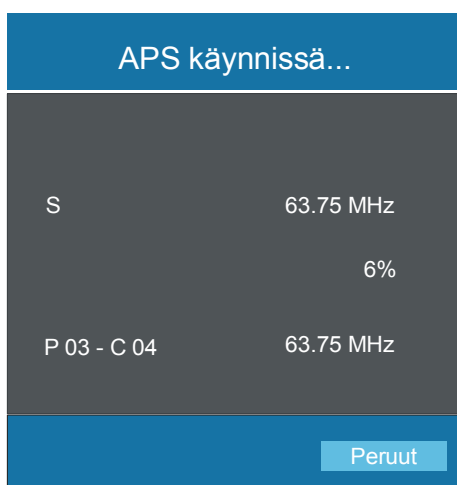 APS käynnissä...
S 63.75 MHz
6%
P 03 - C 04 63.75 MHz
Peruut